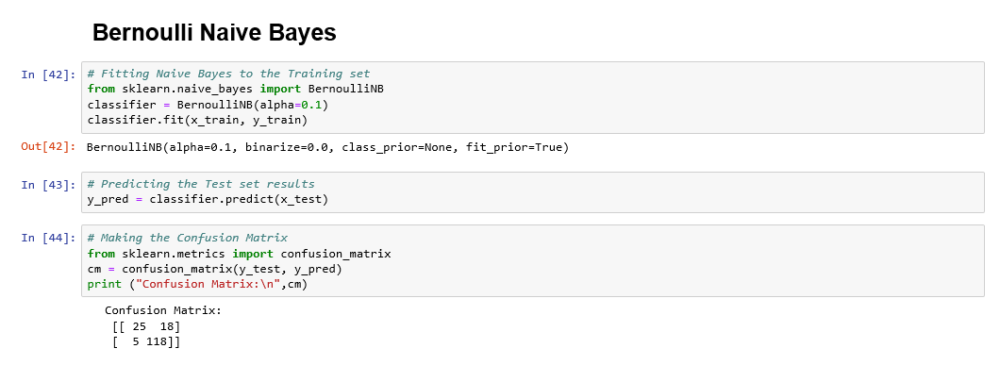 Bernoulli Naive Bayes
In [42]: # Fitting Naive Bayes to the Training set
from sklearn.naive_bayes import BernoulliNB
classifier = BernoulliNB(alpha=0.1)
classifier.fit(x_train, y_train)
Out[42]: BernoulliNB(alpha=0.1, binarize=0.0, class_prior=None, fit_prior=True)
In [43]: # Predicting the Test set results
y_pred = classifier.predict(x_test)
In [44]: # Making the Confusion Matrix
from sklearn.metrics import confusion_matrix
cm = confusion_matrix(y_test, y_pred)
print ("Confusion Matrix:\n",cm)
Confusion Matrix:
[[ 25  18]
[  5 118]]